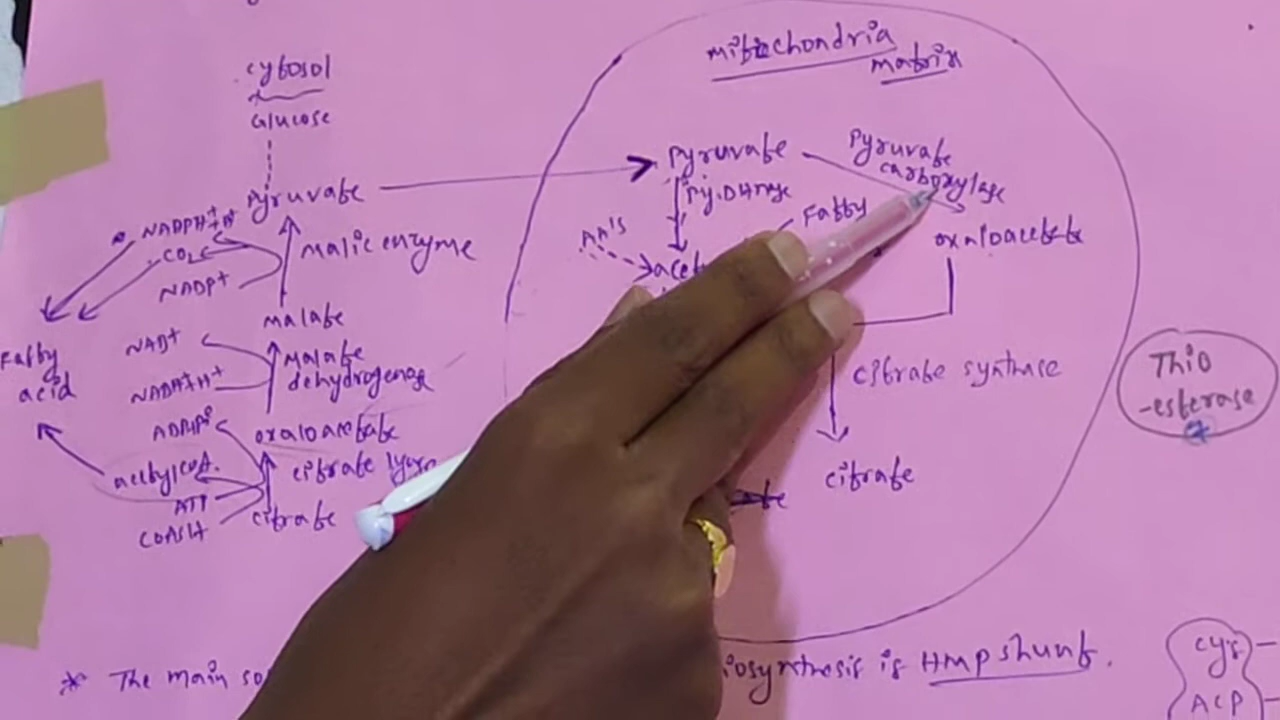 cytosol
Glucose
pyruvate
NADPH+H+
CO2
NADP+
malic enzyme
malate
NAD+
NADH+H+
malate
dehydrogenase
Fatty
acid
ADP+Pi
oxaloacetate
acetyl CoA
citrate
ATP
citrate
COASH
mitochondria
matrix
pyruvate
pyruvate
carboxylase
py.DHase
Fatty
AA's
oxaloacetate
citrate synthase
citrate
Thio
-esterase
* The main so
iosynthesis is HMP shunt.
cys
ACP